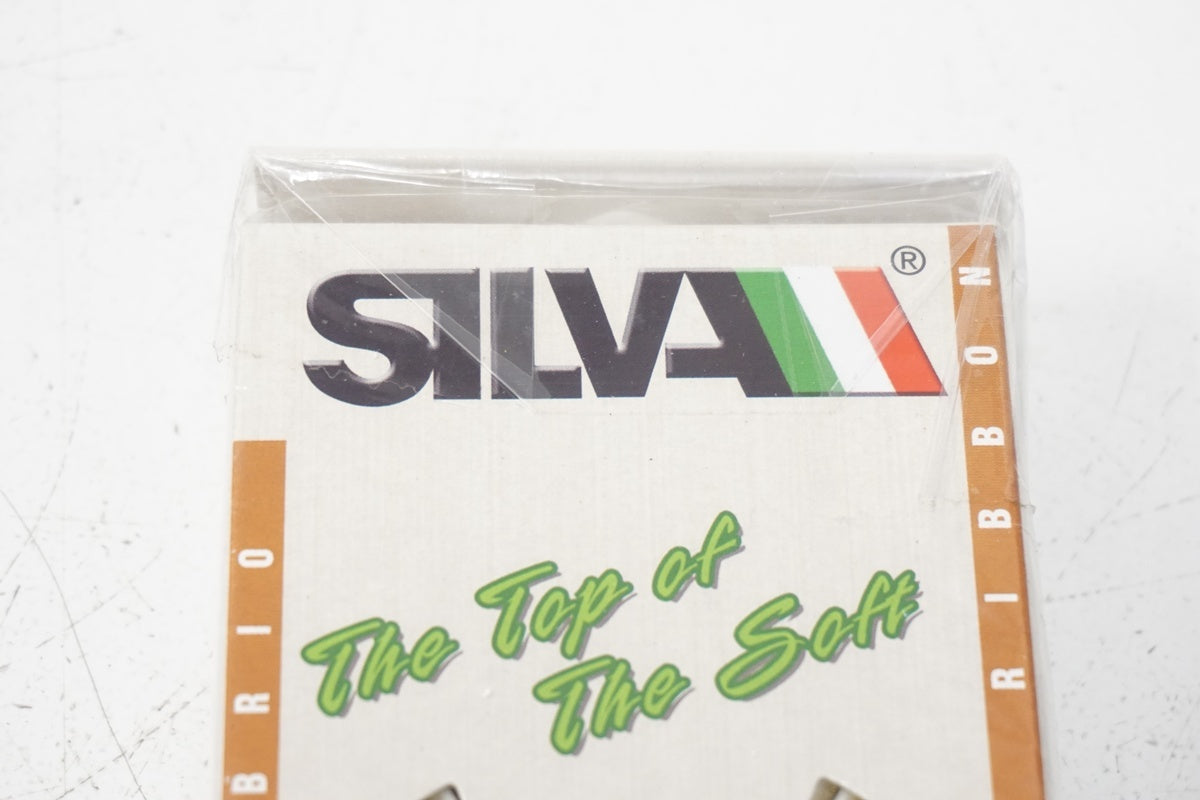 SILVA®
The Top of
The Soft
RIBBON
BRIO